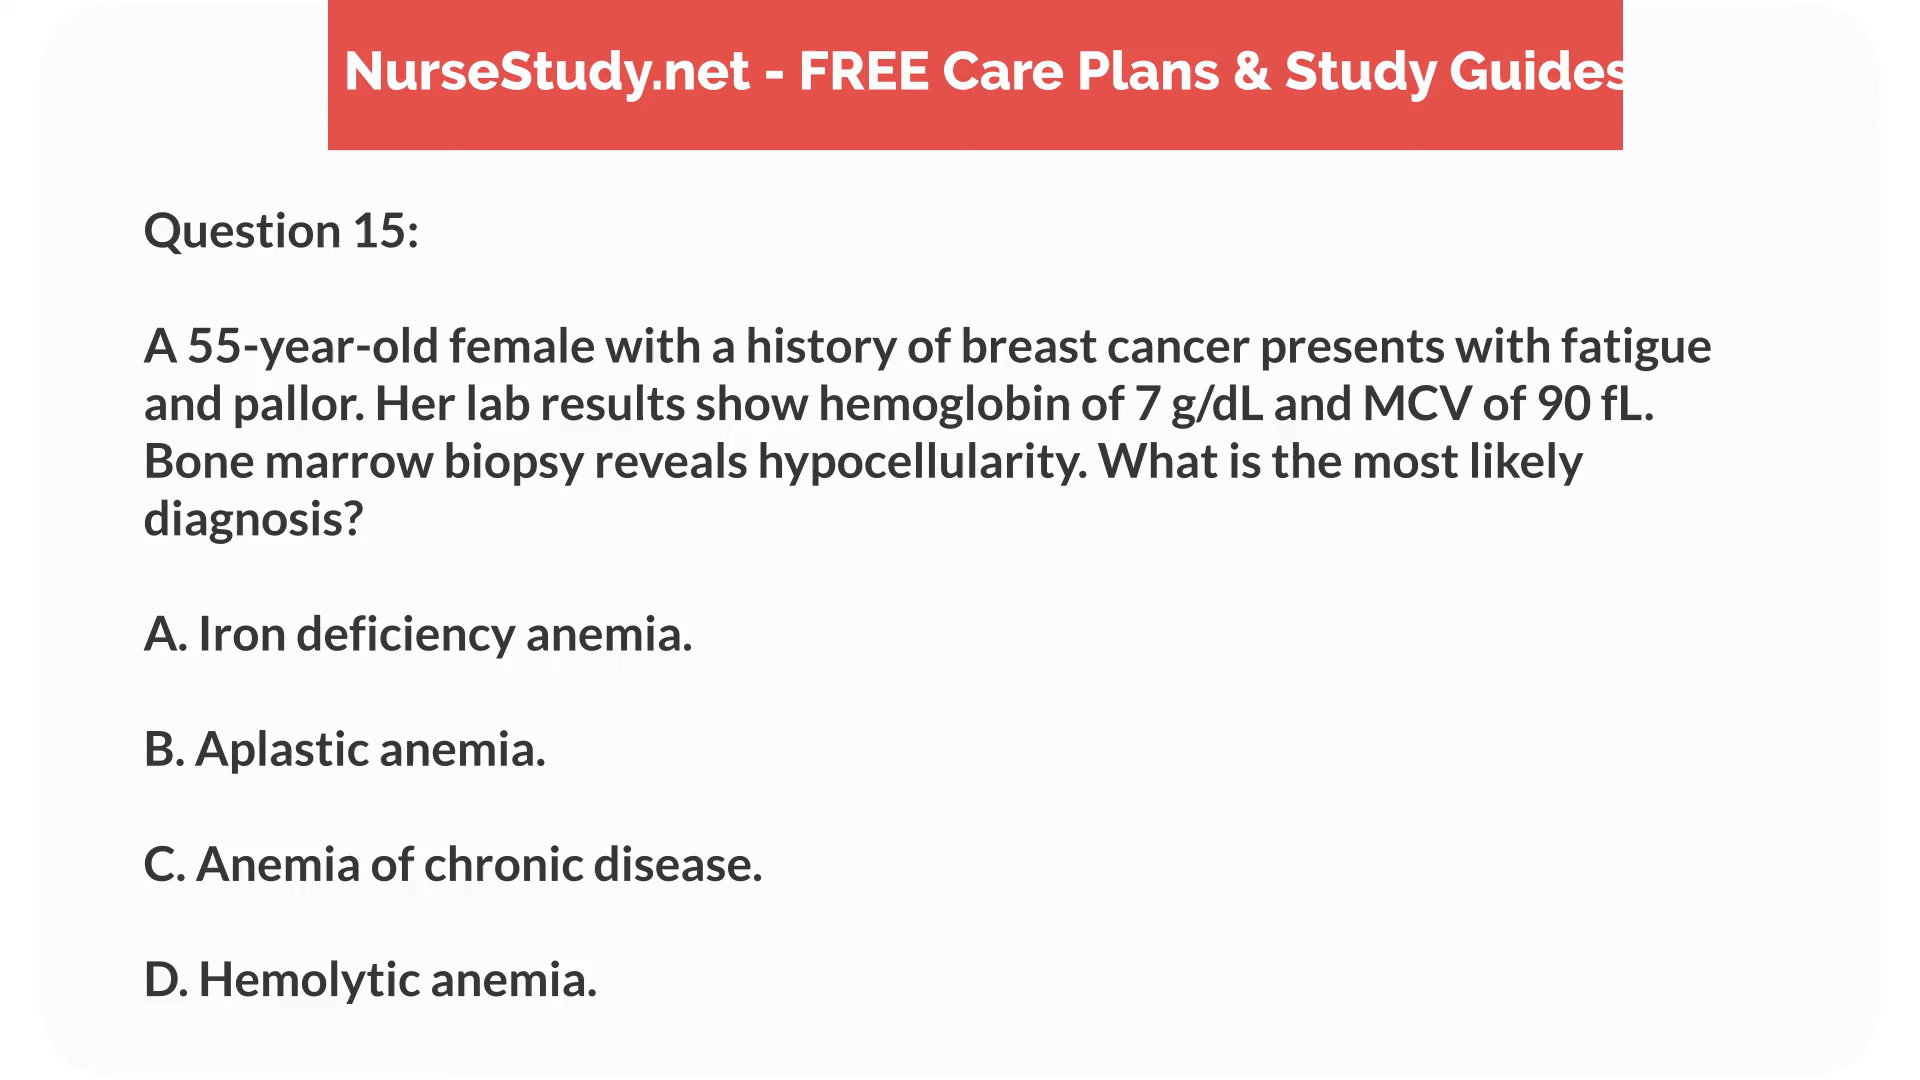 NurseStudy.net - FREE Care Plans & Study Guides
Question 15:
A 55-year-old female with a history of breast cancer presents with fatigue
and pallor. Her lab results show hemoglobin of 7 g/dL and MCV of 90 fL.
Bone marrow biopsy reveals hypocellularity. What is the most likely
diagnosis?
A. Iron deficiency anemia.
B. Aplastic anemia.
C. Anemia of chronic disease.
D. Hemolytic anemia.